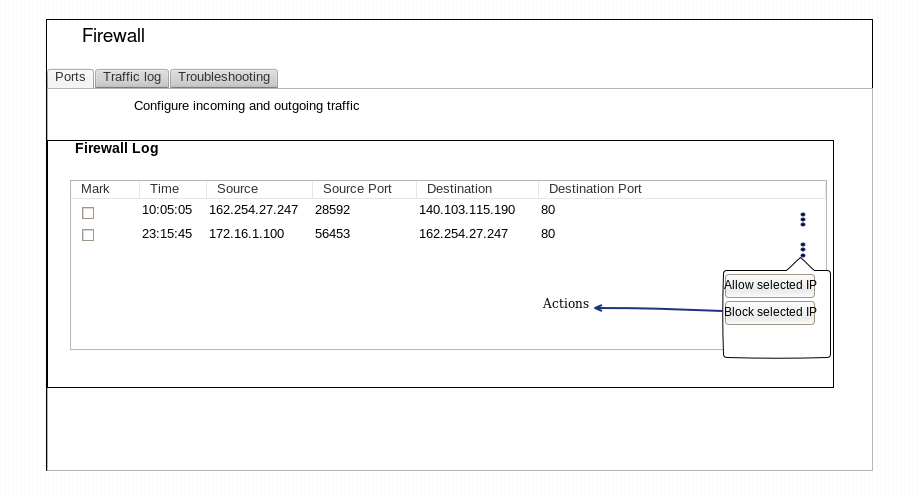 Firewall
Ports Traffic log Troubleshooting
Configure incoming and outgoing traffic
Firewall Log
Mark Time Source Source Port Destination Destination Port
10:05:05 162.254.27.247 28592 140.103.115.190 80
23:15:45 172.16.1.100 56453 162.254.27.247 80
Allow selected IP
Actions
Block selected IP